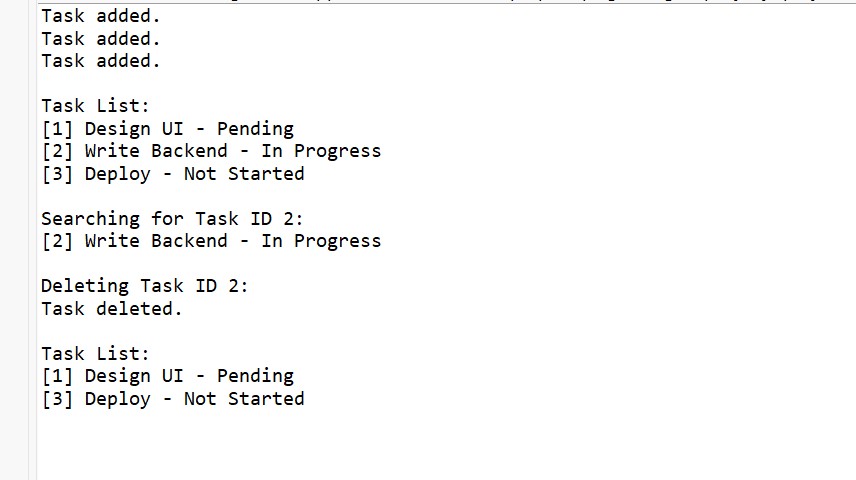 Task added.
Task added.
Task added.
Task List:
[1] Design UI - Pending
[2] Write Backend - In Progress
[3] Deploy - Not Started
Searching for Task ID 2:
[2] Write Backend - In Progress
Deleting Task ID 2:
Task deleted.
Task List:
[1] Design UI - Pending
[3] Deploy - Not Started